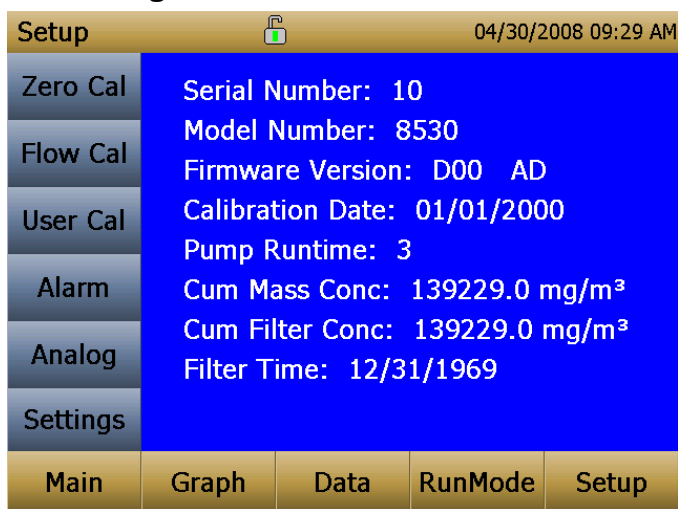 Setup 04/30/2008 09:29 AM
Zero Cal
Flow Cal
User Cal
Alarm
Analog
Settings
Serial Number: 10
Model Number: 8530
Firmware Version: D00 AD
Calibration Date: 01/01/2000
Pump Runtime: 3
Cum Mass Conc: 139229.0 mg/m³
Cum Filter Conc: 139229.0 mg/m³
Filter Time: 12/31/1969
Main Graph Data RunMode Setup